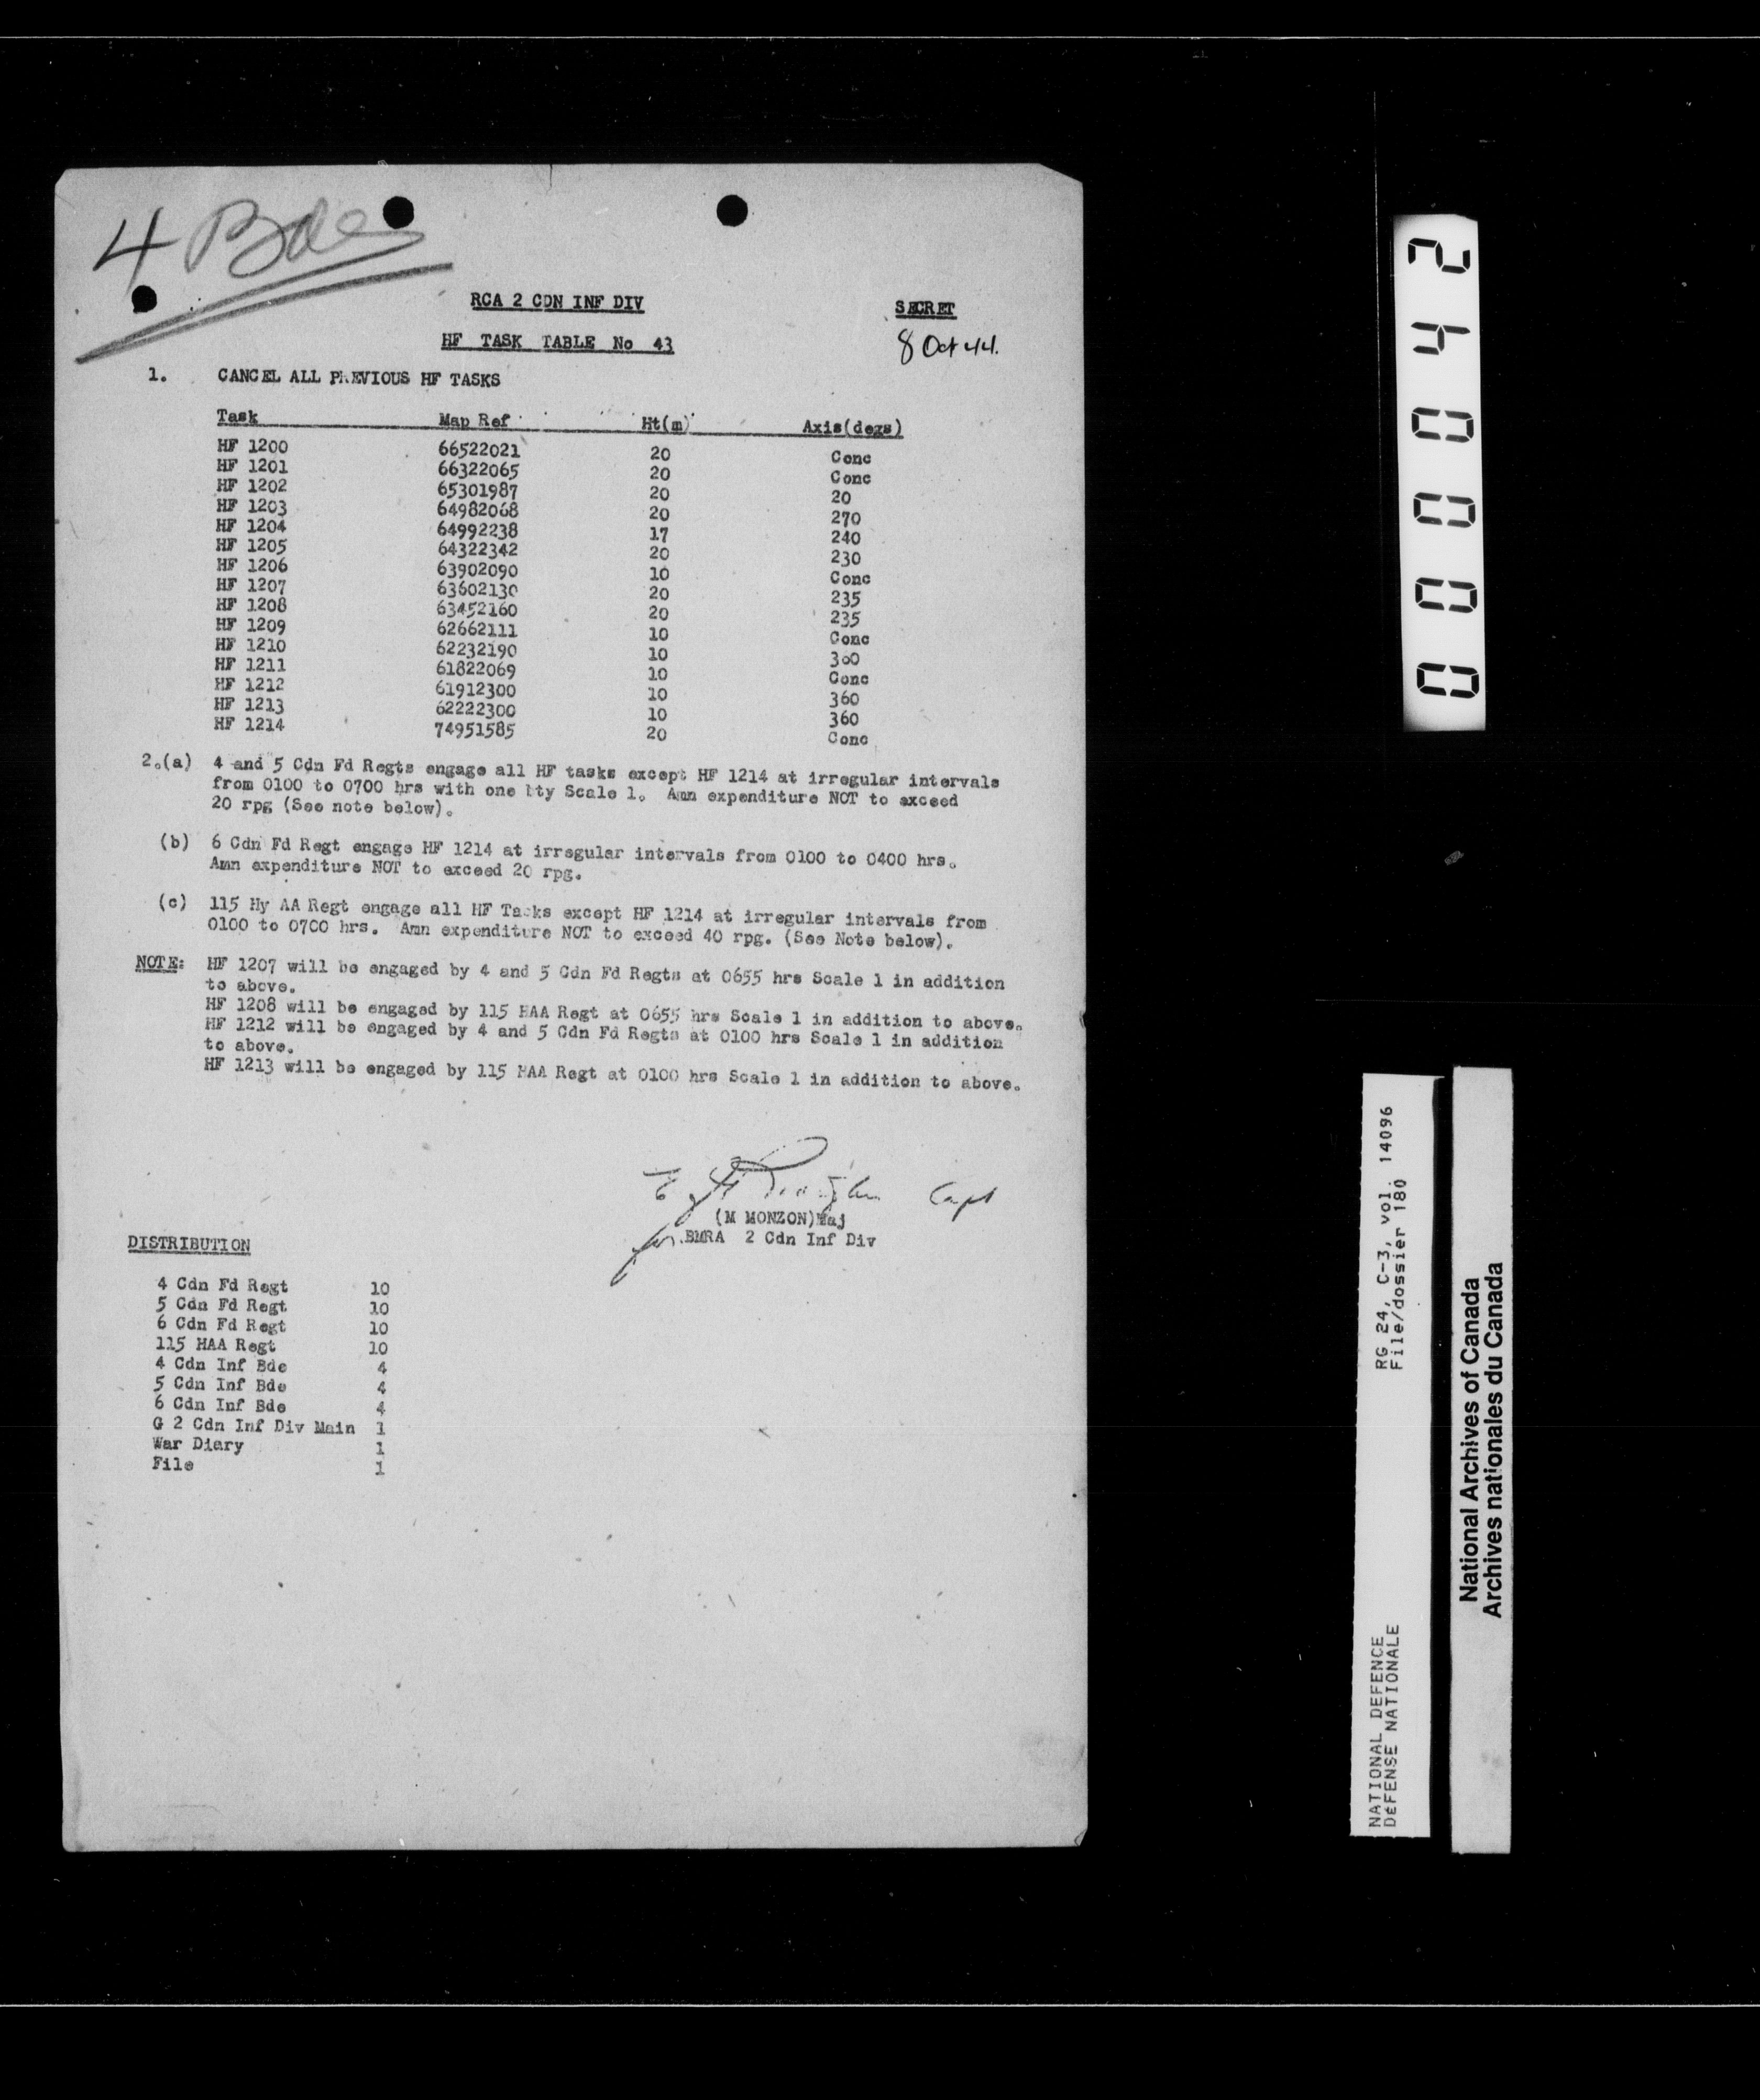 4 Bde
RCA 2 CDN INF DIV
SECRET
HF TASK TABLE No 43
8 Oct 44.
1. CANCEL ALL PREVIOUS HF TASKS
Task Map Ref Ht(m) Axis(degs)
HF 1200 66522021 20 Conc
HF 1201 66322065 20 Conc
HF 1202 65301987 20 20
HF 1203 64982068 20 270
HF 1204 64992238 17 240
HF 1205 64322342 20 230
HF 1206 63902090 10 Conc
HF 1207 63602130 20 235
HF 1208 63452160 20 235
HF 1209 62662111 10 Conc
HF 1210 62232190 10 300
HF 1211 61822069 10 Conc
HF 1212 61912300 10 360
HF 1213 62222300 10 360
HF 1214 74951585 20 Conc
2.(a) 4 and 5 Cdn Fd Regts engage all HF tasks except HF 1214 at irregular intervals
from 0100 to 0700 hrs with one bty Scale 1. Amn expenditure NOT to exceed
20 rpg (See note below).
(b) 6 Cdn Fd Regt engage HF 1214 at irregular intervals from 0100 to 0400 hrs.
Amn expenditure NOT to exceed 20 rpg.
(c) 115 Hy AA Regt engage all HF Tasks except HF 1214 at irregular intervals from
0100 to 0700 hrs. Amn expenditure NOT to exceed 40 rpg. (See Note below).
NOTE: HF 1207 will be engaged by 4 and 5 Cdn Fd Regts at 0655 hrs Scale 1 in addition
to above.
HF 1208 will be engaged by 115 HAA Regt at 0655 hrs Scale 1 in addition to above.
HF 1212 will be engaged by 4 and 5 Cdn Fd Regts at 0100 hrs Scale 1 in addition
to above.
HF 1213 will be engaged by 115 HAA Regt at 0100 hrs Scale 1 in addition to above.
Capt
(M MONZON)Maj
for BMRA 2 Cdn Inf Div
DISTRIBUTION
4 Cdn Fd Regt 10
5 Cdn Fd Regt 10
6 Cdn Fd Regt 10
115 HAA Regt 10
4 Cdn Inf Bde 4
5 Cdn Inf Bde 4
6 Cdn Inf Bde 4
G 2 Cdn Inf Div Main 1
War Diary 1
File 1
000042
NATIONAL DEFENCE RG 24, C-3, vol. 14096
DÉFENSE NATIONALE File/dossier 180
National Archives of Canada
Archives nationales du Canada